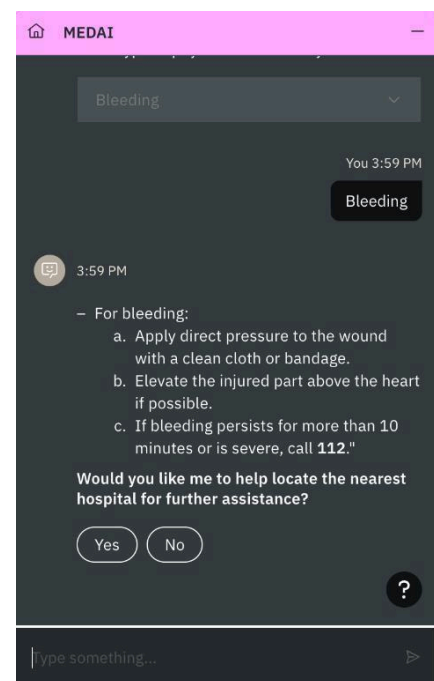 MEDAI
Bleeding
You 3:59 PM
Bleeding
3:59 PM
– For bleeding:
a. Apply direct pressure to the wound
with a clean cloth or bandage.
b. Elevate the injured part above the heart
if possible.
c. If bleeding persists for more than 10
minutes or is severe, call 112."
Would you like me to help locate the nearest
hospital for further assistance?
Yes No
?
Type something...